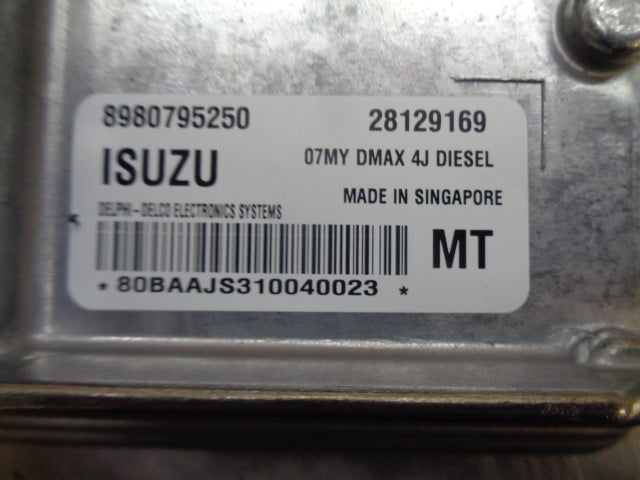 8980795250 28129169
ISUZU 07MY DMAX 4J DIESEL
MADE IN SINGAPORE
DELPHI-DELCO ELECTRONICS SYSTEMS
MT
*80BAAJS310040023 *